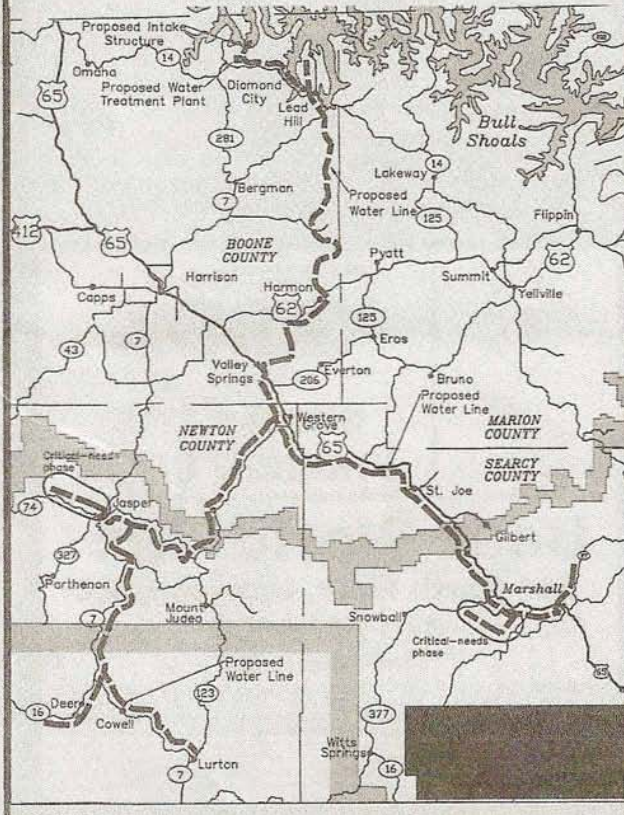 Proposed Intake
Structure
14
Omaha
65
Proposed Water
Treatment Plant
Diamond
City
Lead
Hill
Bull
Shoals
281
Bergman
7
Lakeway
14
Proposed
Water Line
125
Flippin
412
65
BOONE
COUNTY
Pyatt
62
Summit
Yellville
Harrison
Harmon
62
Capps
125
Eros
43
7
Valley
Springs
206
Everton
Bruno
Proposed
Water Line
Western
Grove
65
NEWTON
COUNTY
MARION
COUNTY
SEARCY
COUNTY
Critical-needs
phase
St. Joe
74
Jasper
Gilbert
327
Parthenon
Mount
Judea
Marshall
Snowball
7
Critical-needs
phase
Proposed
Water Line
65
Deer
123
16
Cowell
377
Lurton
7
Witts
Springs
16